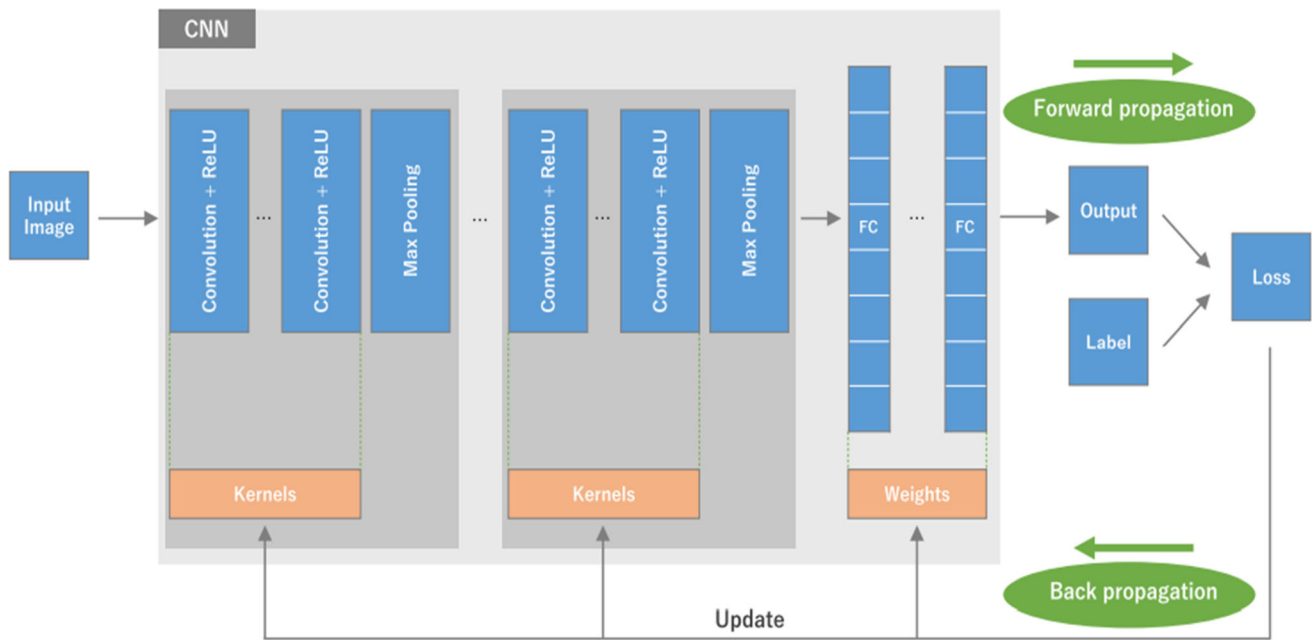 CNN
Forward propagation
Input
Image
Convolution + ReLU
...
Convolution + ReLU
Max Pooling
...
Convolution + ReLU
...
Convolution + ReLU
Max Pooling
FC
...
FC
Output
Label
Loss
Kernels
Kernels
Weights
Back propagation
Update